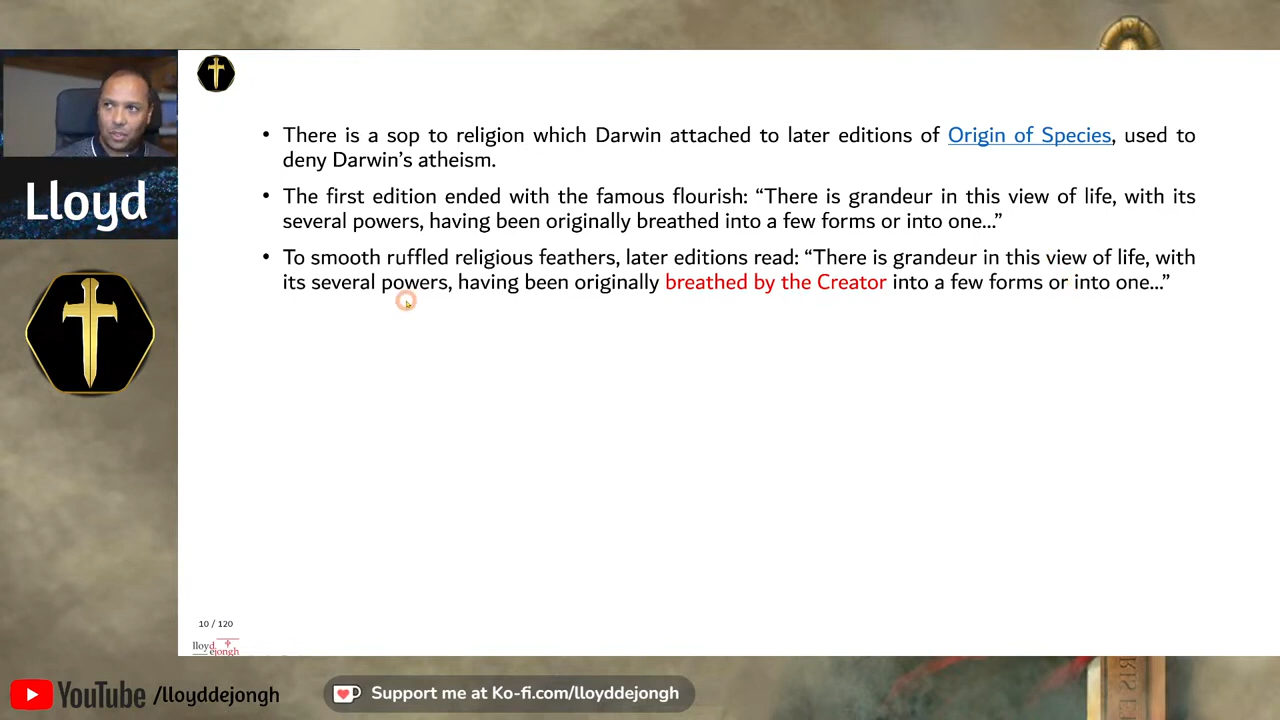 Lloyd
• There is a sop to religion which Darwin attached to later editions of Origin of Species, used to
deny Darwin’s atheism.
• The first edition ended with the famous flourish: “There is grandeur in this view of life, with its
several powers, having been originally breathed into a few forms or into one...”
• To smooth ruffled religious feathers, later editions read: “There is grandeur in this view of life, with
its several powers, having been originally breathed by the Creator into a few forms or into one...”
10 / 120
lloyd
dejongh
YouTube /lloyddejongh
Support me at Ko-fi.com/lloyddejongh